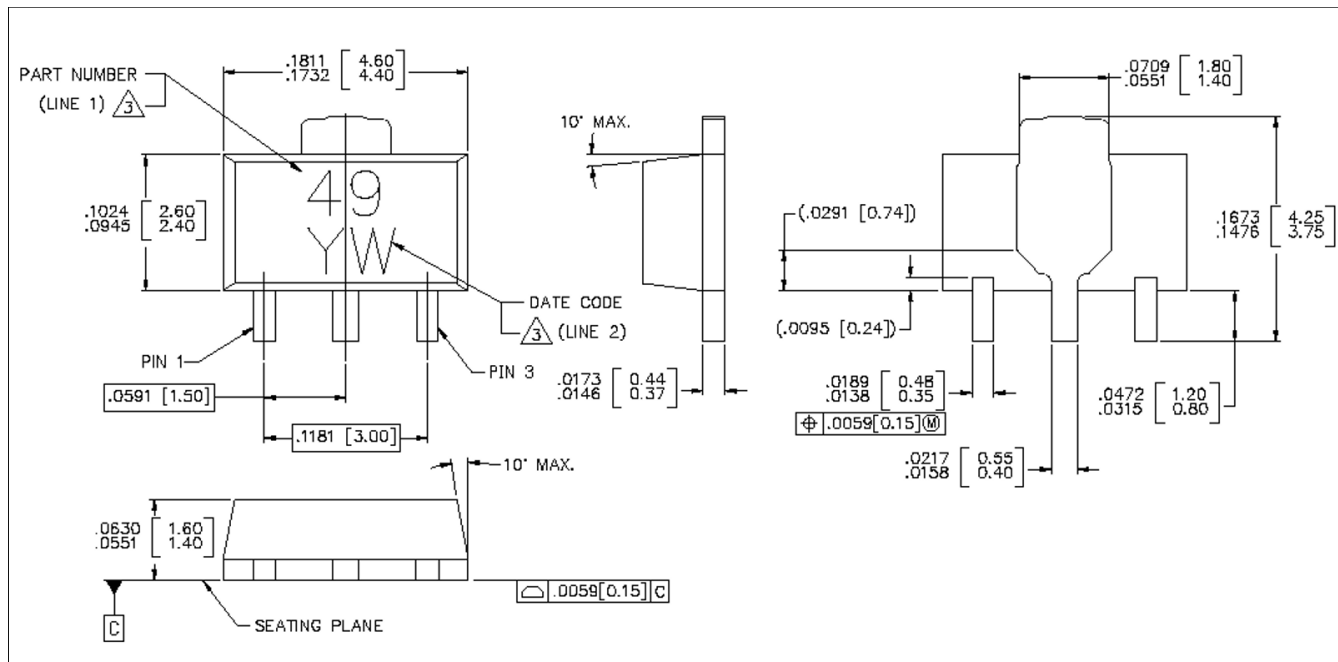 PART NUMBER
(LINE 1) 3
.1811 [ 4.60
.1732 4.40 ]
10° MAX.
.0709 [ 1.80
.0551 1.40 ]
49
YW
.1024 [ 2.60
.0945 2.40 ]
(.0291 [0.74])
.1673 [ 4.25
.1476 3.75 ]
DATE CODE
3 (LINE 2)
(.0095 [0.24])
PIN 1
PIN 3
.0591 [1.50]
.0173 [ 0.44
.0146 0.37 ]
.0189 [ 0.48
.0138 0.35 ]
⌖ .0059[0.15]Ⓜ
.0472 [ 1.20
.0315 0.80 ]
.1181 [3.00]
.0217 [ 0.55
.0158 0.40 ]
10° MAX.
.0630 [ 1.60
.0551 1.40 ]
⌓ .0059[0.15] C
C
SEATING PLANE